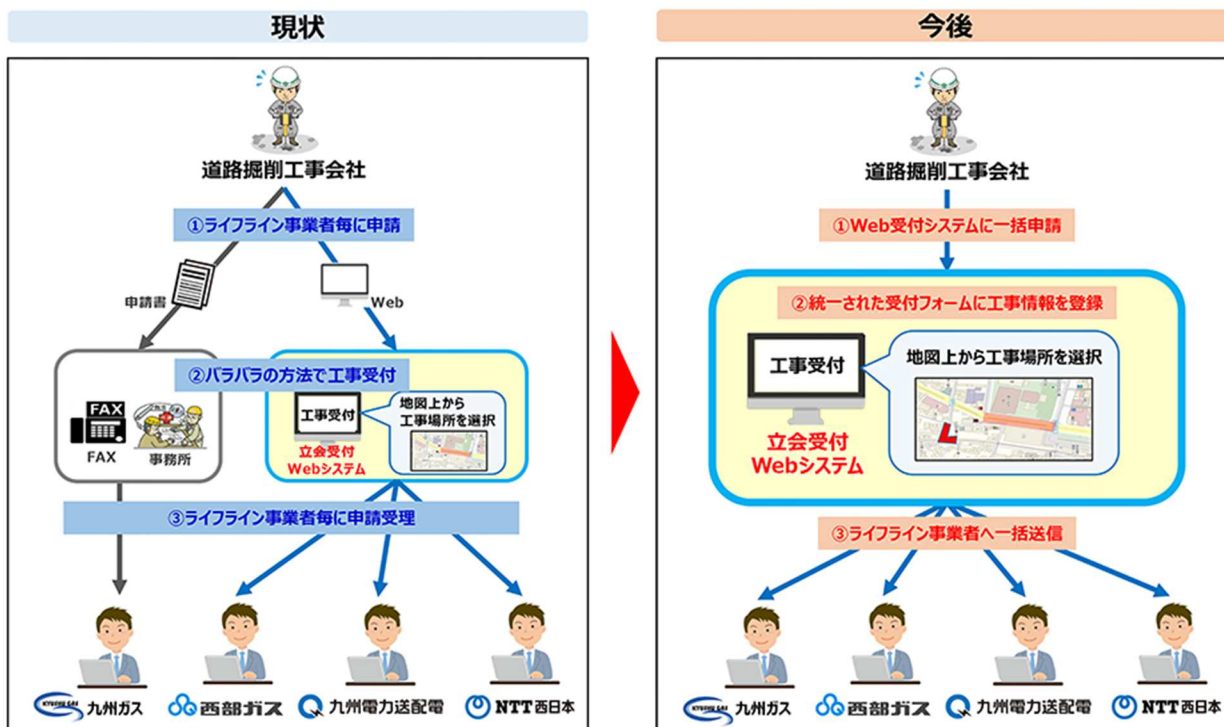 現状
道路掘削工事会社
①ライフライン事業者毎に申請
申請書
Web
②バラバラの方法で工事受付
FAX
FAX
事務所
工事受付
地図上から
工事場所を選択
立会受付
Webシステム
③ライフライン事業者毎に申請受理
KYUSHU GAS
九州ガス
西部ガス
九州電力送配電
NTT西日本
今後
道路掘削工事会社
①Web受付システムに一括申請
②統一された受付フォームに工事情報を登録
工事受付
地図上から工事場所を選択
立会受付
Webシステム
③ライフライン事業者へ一括送信
KYUSHU GAS
九州ガス
西部ガス
九州電力送配電
NTT西日本